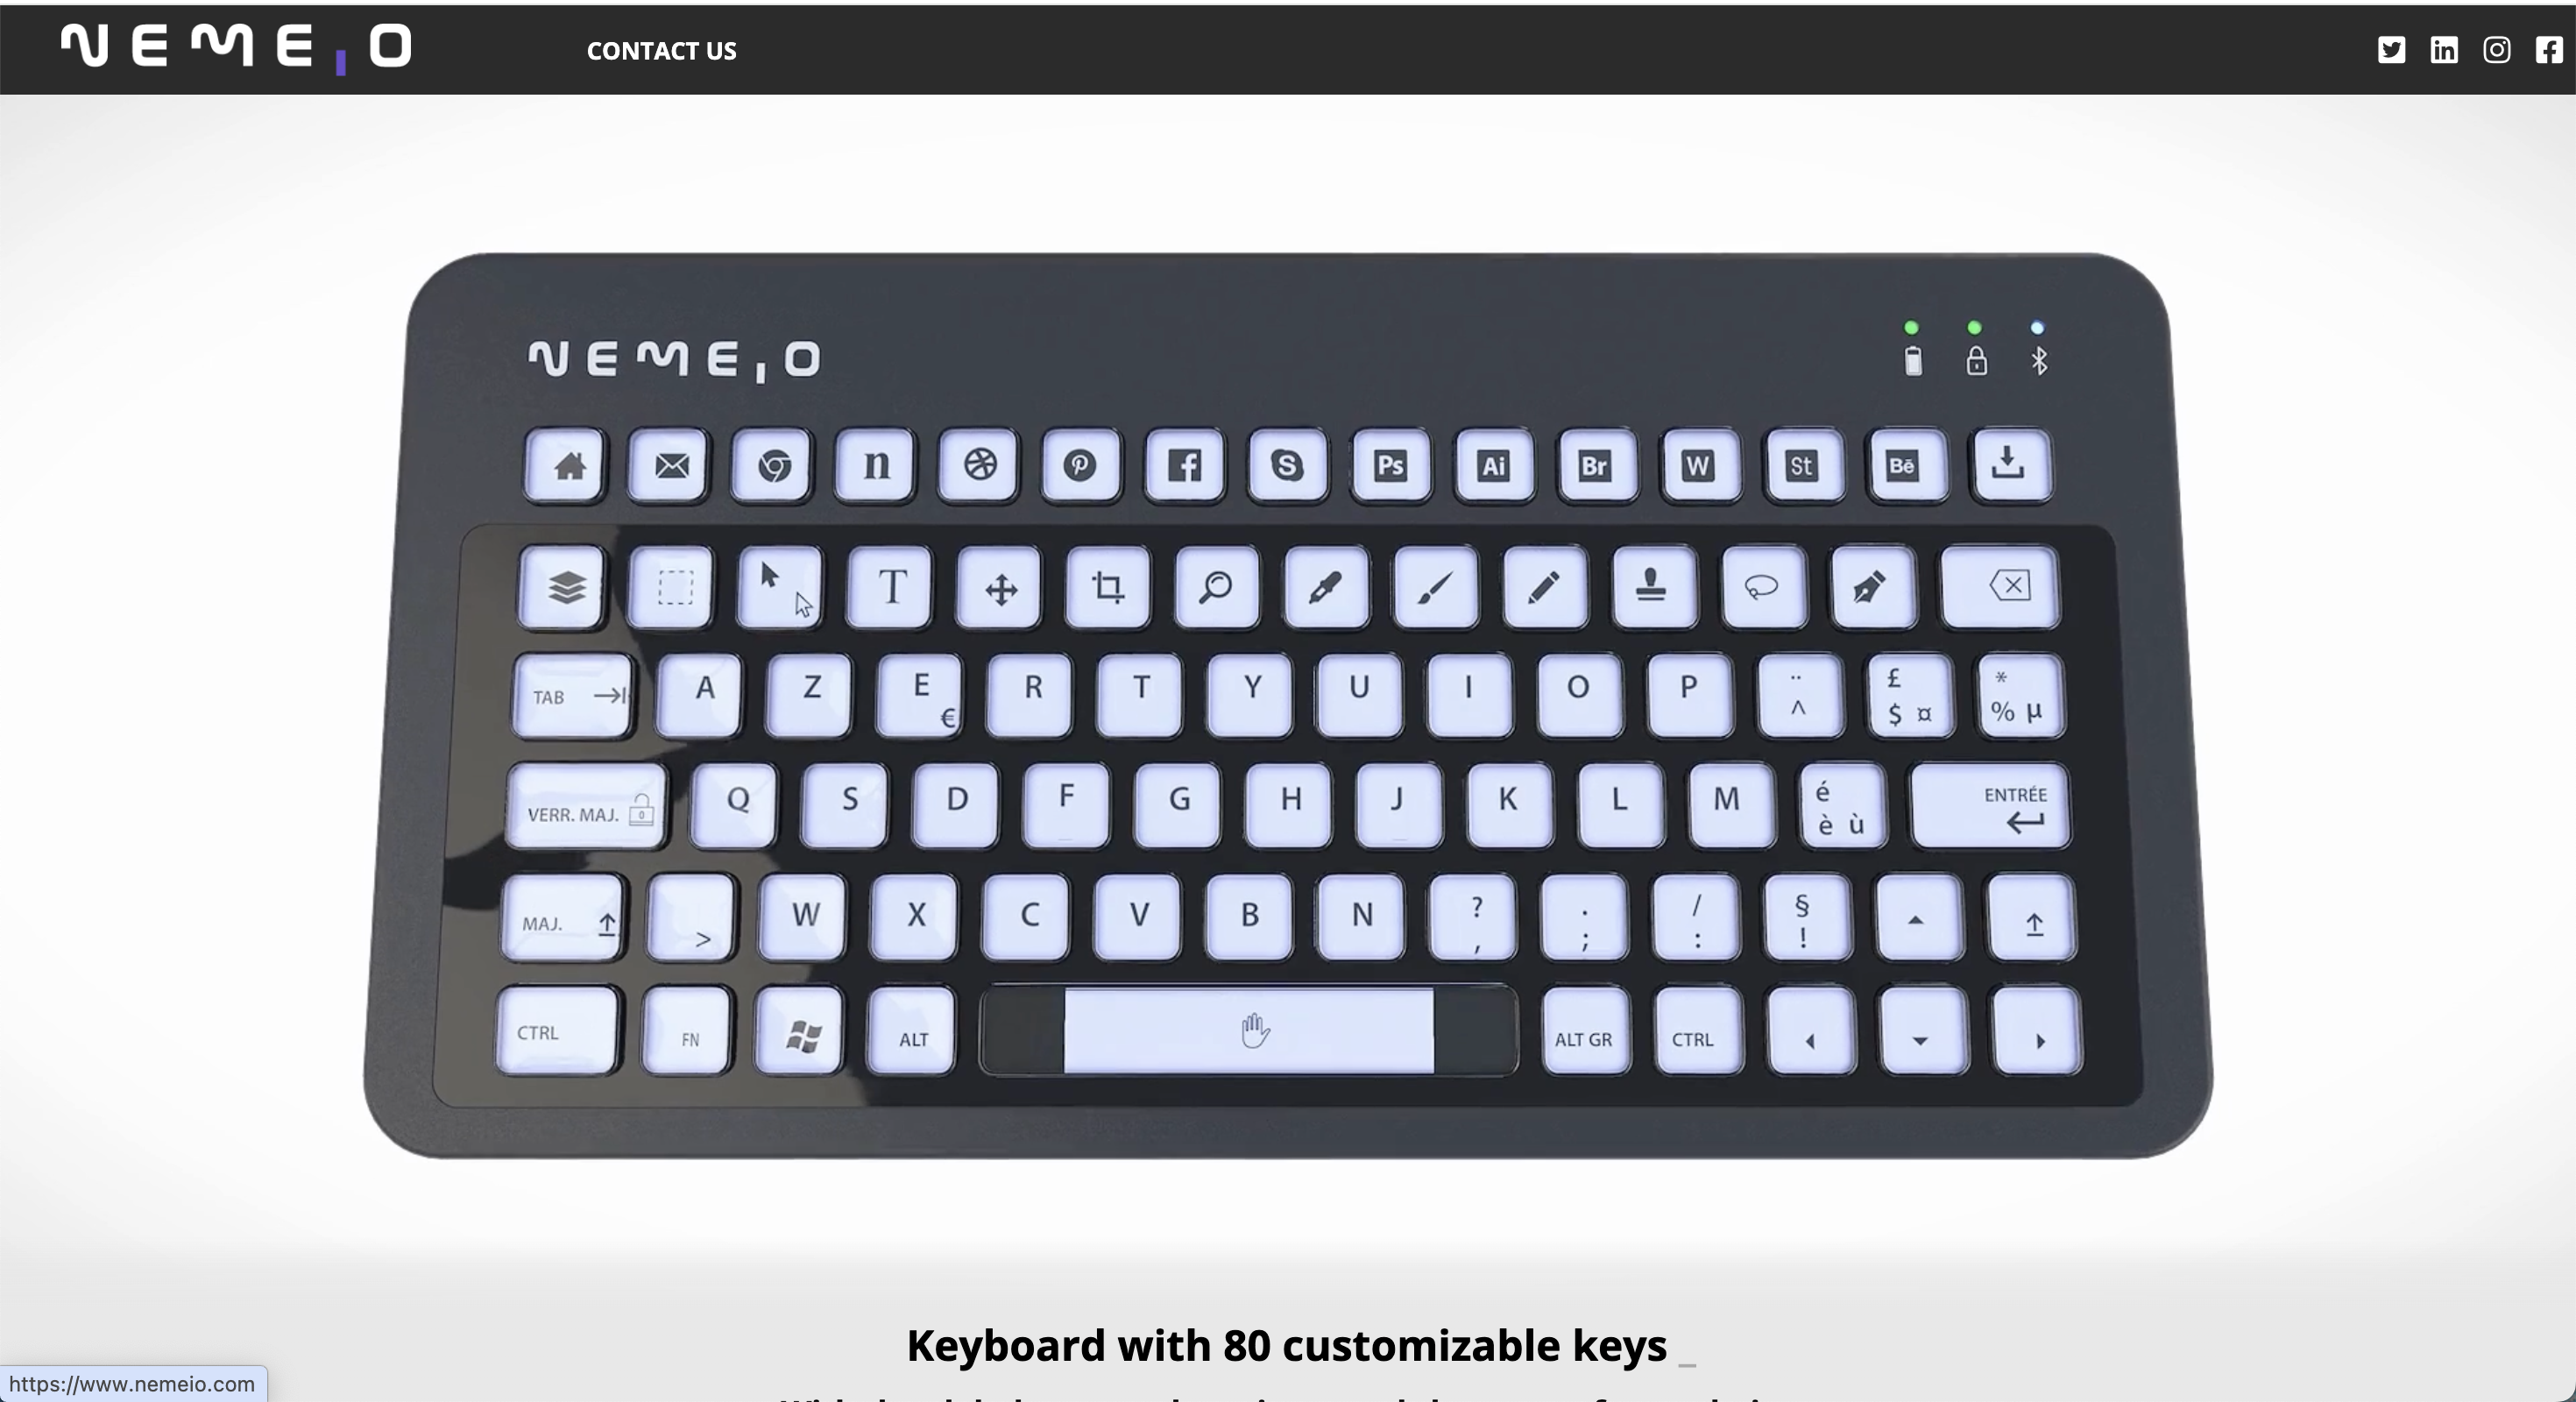 NEMEIO
CONTACT US
NEMEIO
n Ps Ai Br W St Bē
T
TAB A Z E € R T Y U I O P ¨ ^ £ $ ¤ * % µ
VERR. MAJ. Q S D F G H J K L M é è ù ENTRÉE
MAJ. > W X C V B N ? , . ; / : § !
CTRL FN ALT ALT GR CTRL
Keyboard with 80 customizable keys _
https://www.nemeio.com